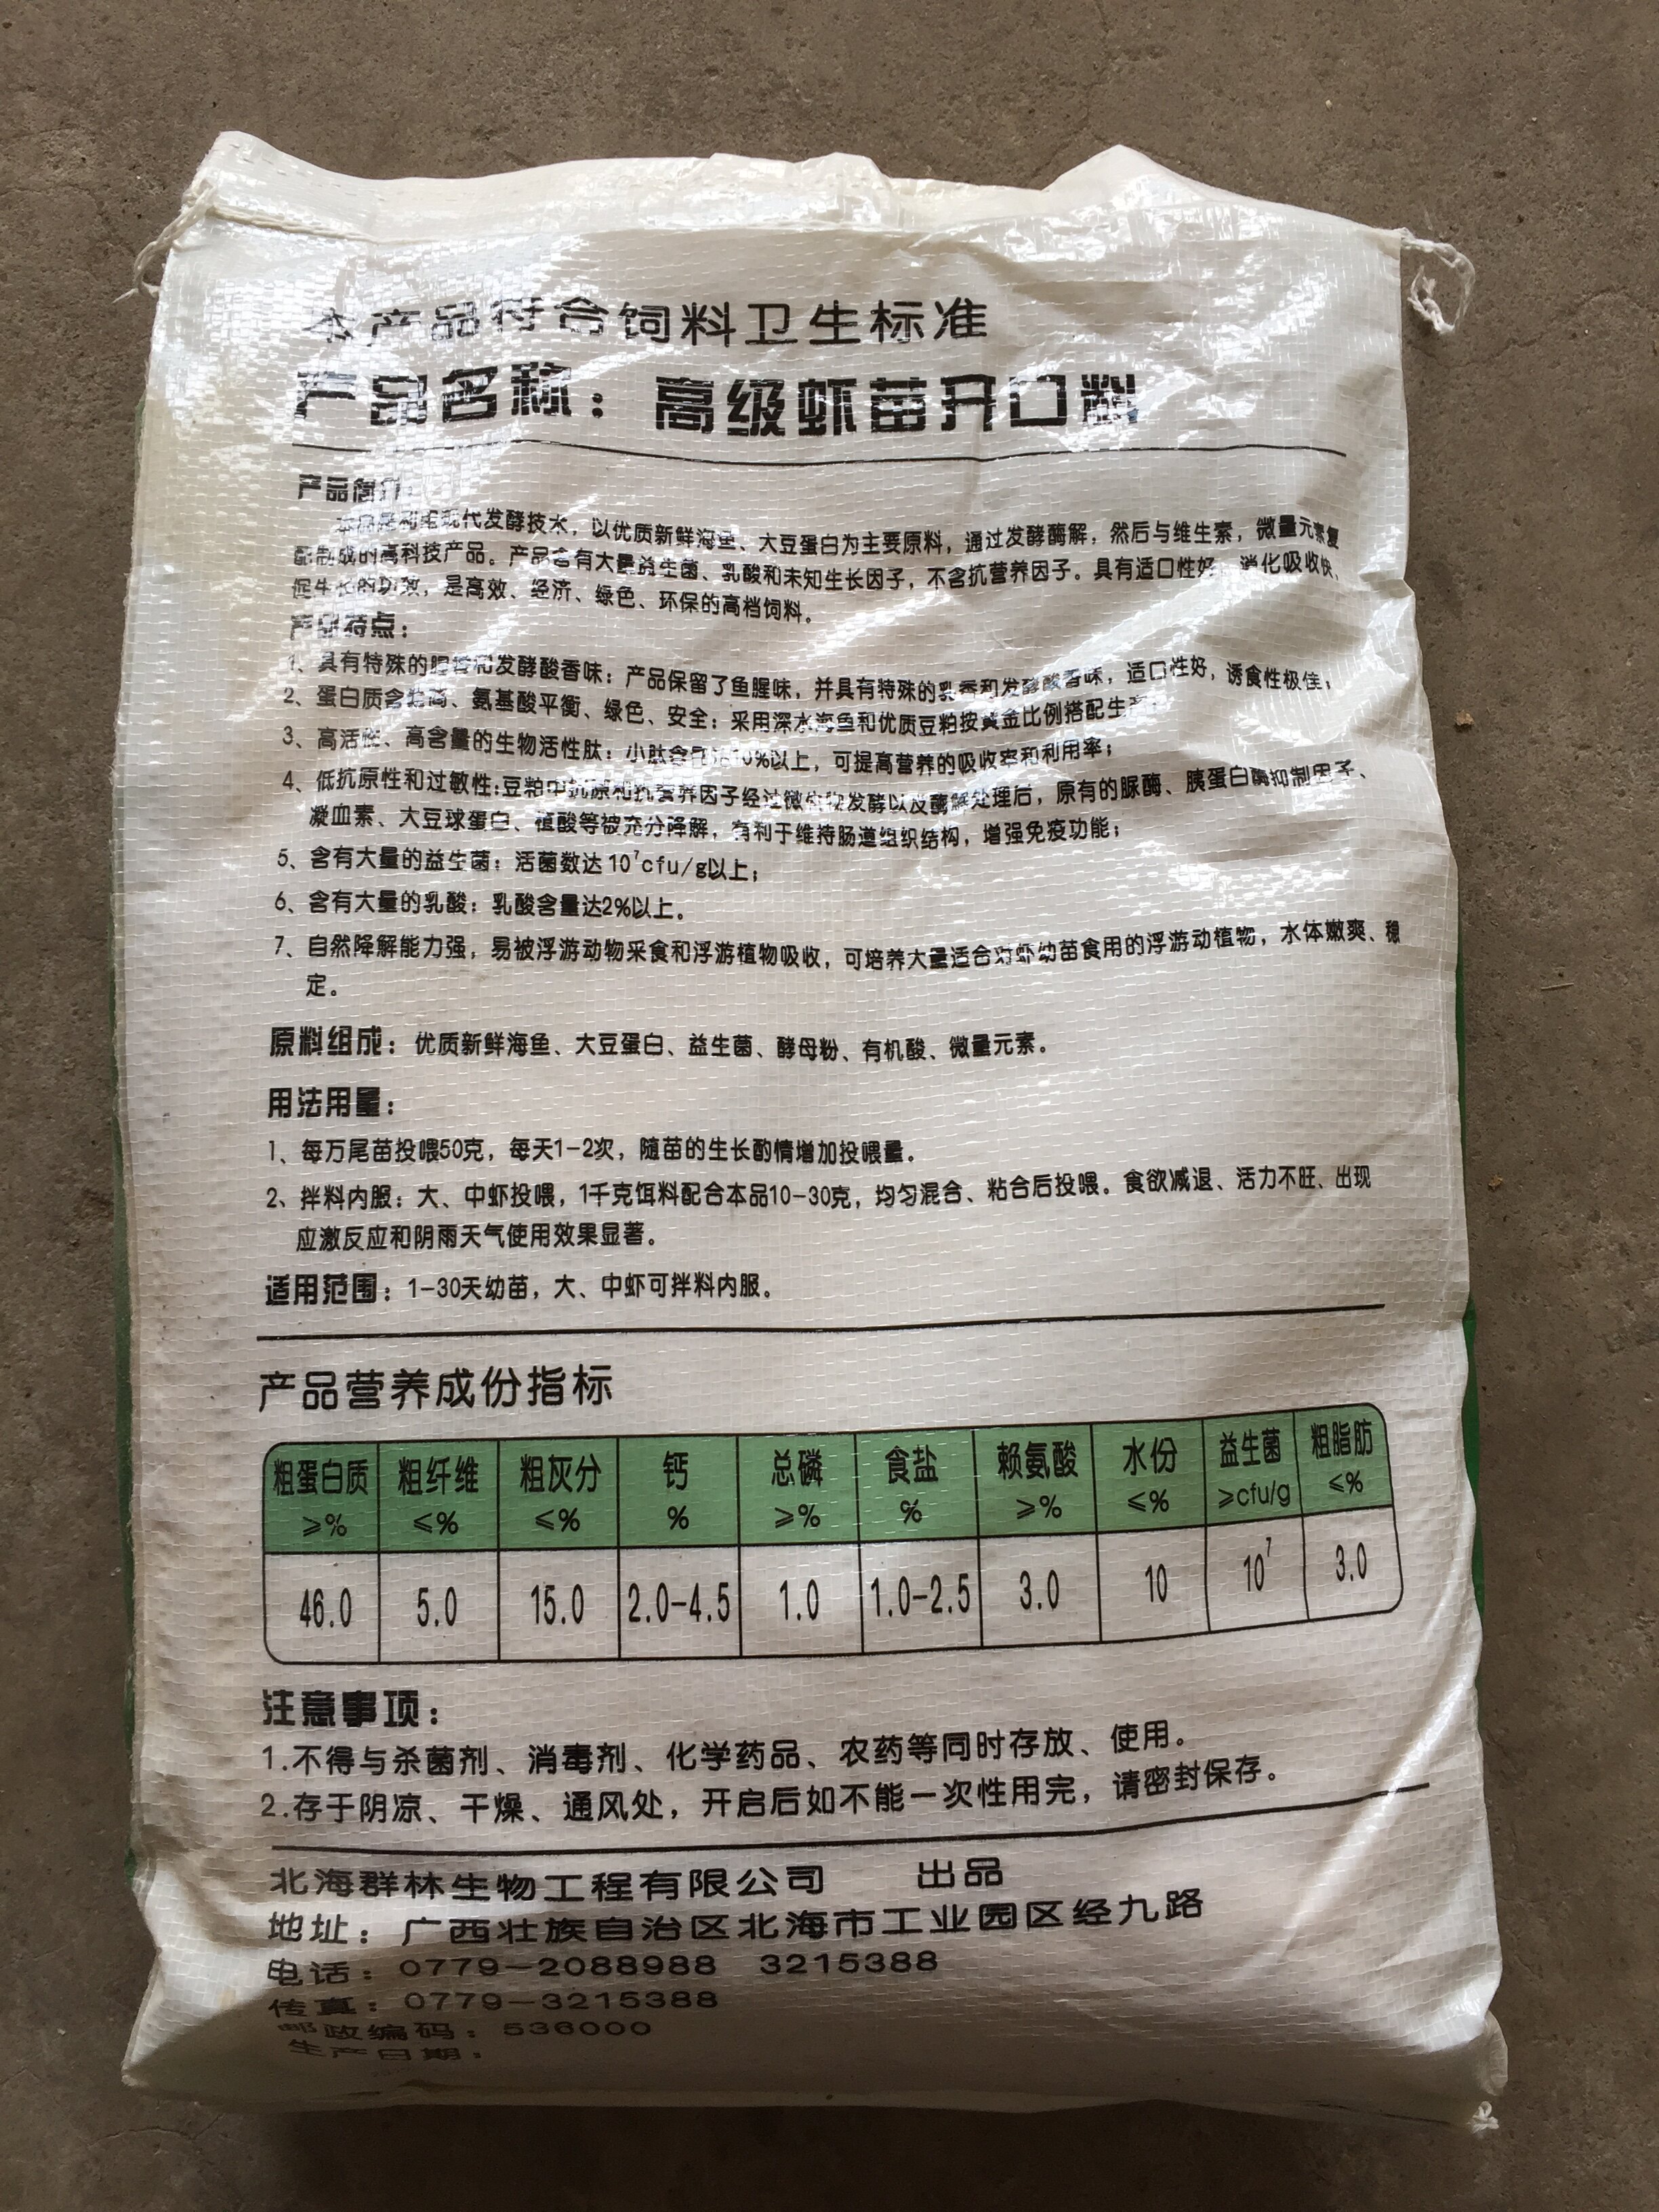 本产品符合饲料卫生标准
产品名称：高级虾苗开口料
产品简介：
本品是利用现代发酵技水，以优质新鲜海鱼、大豆蛋白为主要原料，通过发酵酶解，然后与维生素，微量元素复
配制成的高科技产品。产品含有大量益生菌、乳酸和未知生长因子，不含抗营养因子。具有适口性好，消化吸收快，
促生长的功效，是高效、经济、绿色、环保的高档饲料。
产品特点：
1、具有特殊的腥香和发酵酸香味：产品保留了鱼腥味，并具有特殊的乳香和发酵酸香味，适口性好，诱食性极佳；
2、蛋白质含量高、氨基酸平衡、绿色、安全：采用深水海鱼和优质豆粕按黄金比例搭配生产；
3、高活性、高含量的生物活性肽：小肽含量达10%以上，可提高营养的吸收率和利用率；
4、低抗原性和过敏性：豆粕中抗原和抗营养因子经过微生物发酵以及酶解处理后，原有的脲酶、胰蛋白酶抑制因子、
凝血素、大豆球蛋白、植酸等被充分降解，有利于维持肠道组织结构，增强免疫功能；
5、含有大量的益生菌：活菌数达10⁷cfu/g以上；
6、含有大量的乳酸：乳酸含量达2%以上。
7、自然降解能力强，易被浮游动物采食和浮游植物吸收，可培养大量适合对虾幼苗食用的浮游动植物，水体嫩爽、稳
定。
原料组成：优质新鲜海鱼、大豆蛋白、益生菌、酵母粉、有机酸、微量元素。
用法用量：
1、每万尾苗投喂50克，每天1-2次，随苗的生长酌情增加投喂量。
2、拌料内服：大、中虾投喂，1千克饵料配合本品10-30克，均匀混合、粘合后投喂。食欲减退、活力不旺、出现
应激反应和阴雨天气使用效果显著。
适用范围：1-30天幼苗，大、中虾可拌料内服。
产品营养成份指标
粗蛋白质 粗纤维 粗灰分 钙 总磷 食盐 赖氨酸 水份 益生菌 粗脂肪
≥% ≤% ≤% % ≥% % ≥% ≤% ≥cfu/g ≤%
46.0 5.0 15.0 2.0-4.5 1.0 1.0-2.5 3.0 10 10⁷ 3.0
注意事项：
1.不得与杀菌剂、消毒剂、化学药品、农药等同时存放、使用。
2.存于阴凉、干燥、通风处，开启后如不能一次性用完，请密封保存。
北海群林生物工程有限公司 出品
地址：广西壮族自治区北海市工业园区经九路
电话：0779-2088988 3215388
传真：0779-3215388
邮政编码：536000
生产日期：